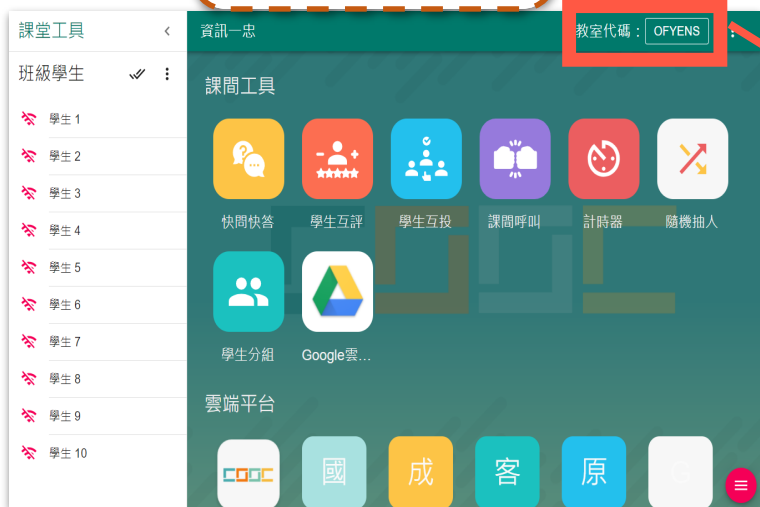 課堂工具
資訊一忠
教室代碼：
OFYENS
班級學生
學生 1
學生 2
學生 3
學生 4
學生 5
學生 6
學生 7
學生 8
學生 9
學生 10
課間工具
快問快答
學生互評
學生互投
課間呼叫
計時器
隨機抽人
學生分組
Google雲...
雲端平台
COOC
國
成
客
原